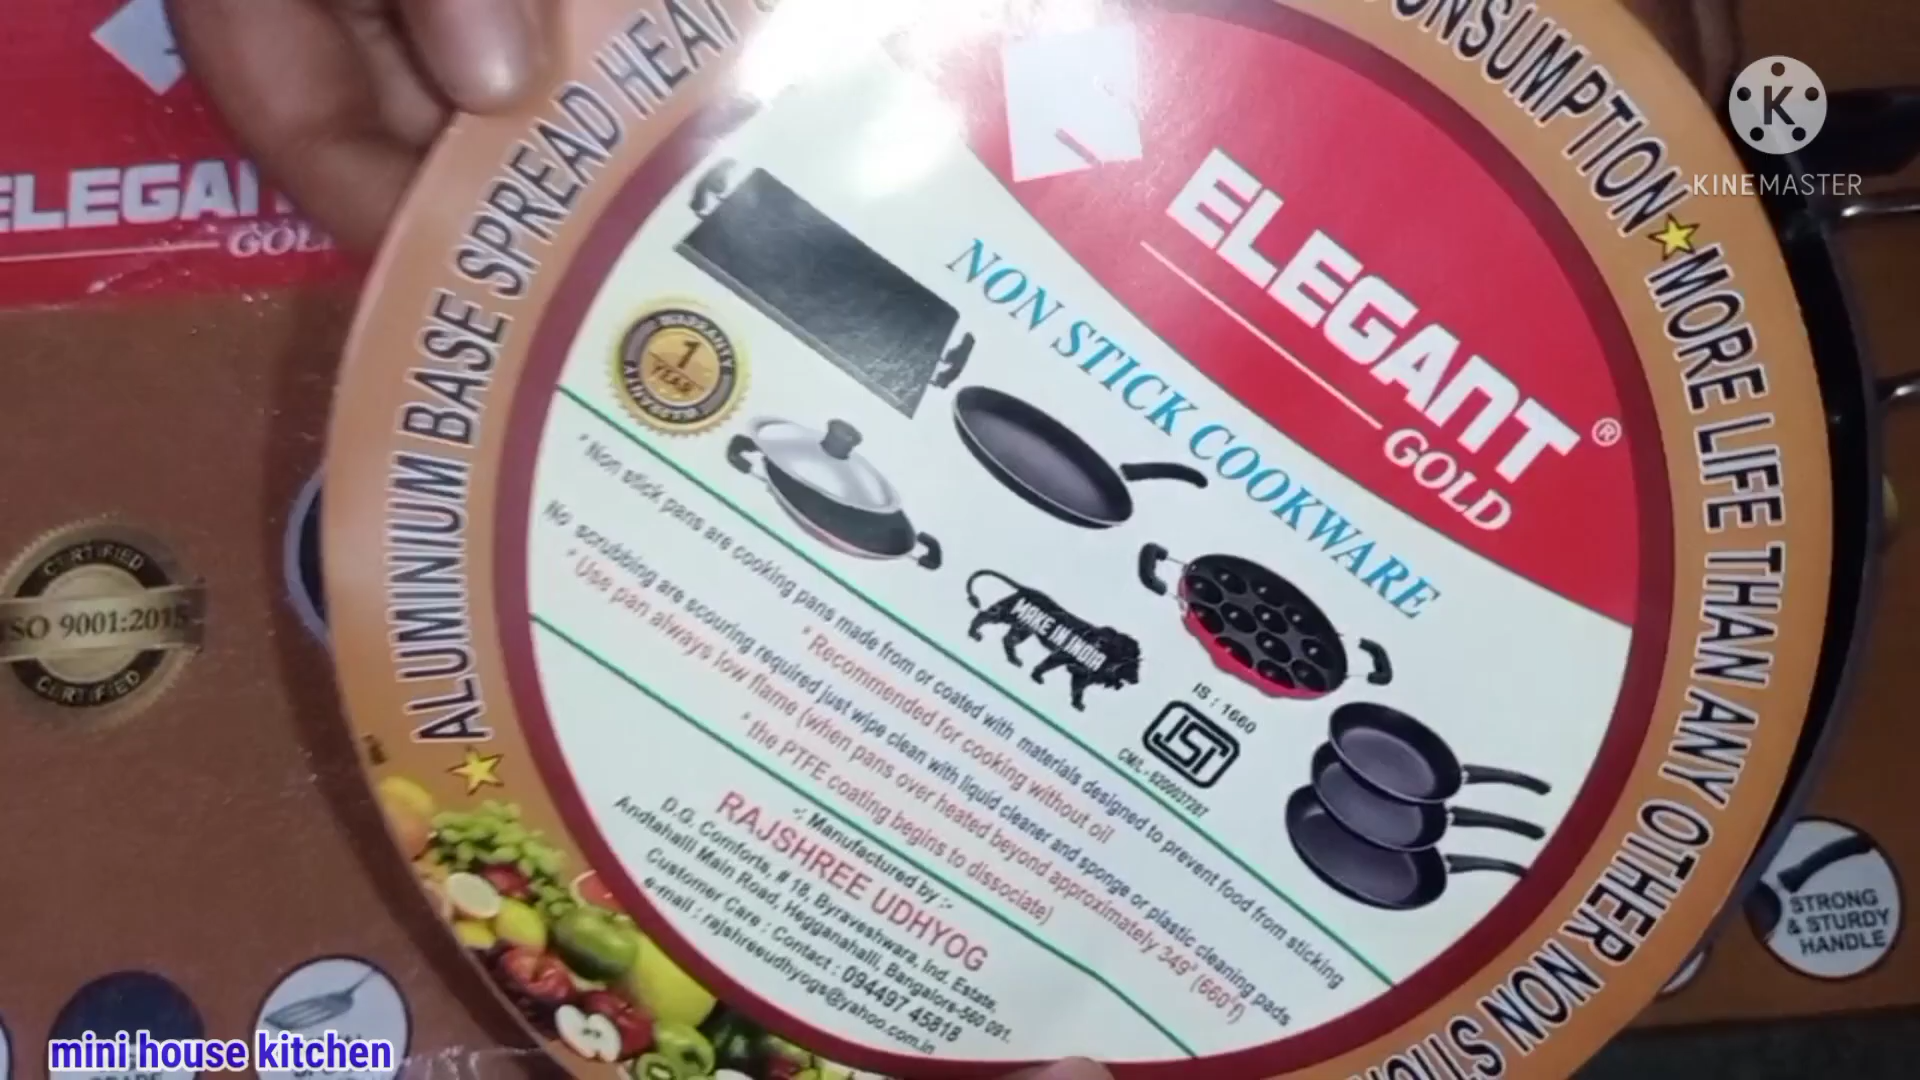 ELEGANT
GOLD
NON STICK COOKWARE
ALUMINIUM BASE SPREAD HEAT
CONSUMPTION
MORE LIFE THAN ANY OTHER NON STICK
WARRANTY
1
YEAR
WARRANTY
MAKE IN INDIA
IS : 1660
ISI
CM/L - 9200037287
* Non stick pans are cooking pans made from or coated with materials designed to prevent food from sticking
* Recommended for cooking without oil
No scrubbing are scouring required just wipe clean with liquid cleaner and sponge or plastic cleaning pads
* Use pan always low flame (when pans over heated beyond approximately 349° (660°f)
* the PTFE coating begins to dissociate)
-: Manufactured by :-
RAJSHREE UDHYOG
D.G. Comforts, # 18, Byraveshwara, Ind. Estate,
Andhahalli Main Road, Hegganahalli, Bangalore-560 091.
Customer Care : Contact : 094497 45818
e-mail : rajshreeudhyogs@yahoo.com.in
ELEGANT
GOLD
CERTIFIED
ISO 9001:2015
CERTIFIED
STRONG
& STURDY
HANDLE
KINEMASTER
mini house kitchen